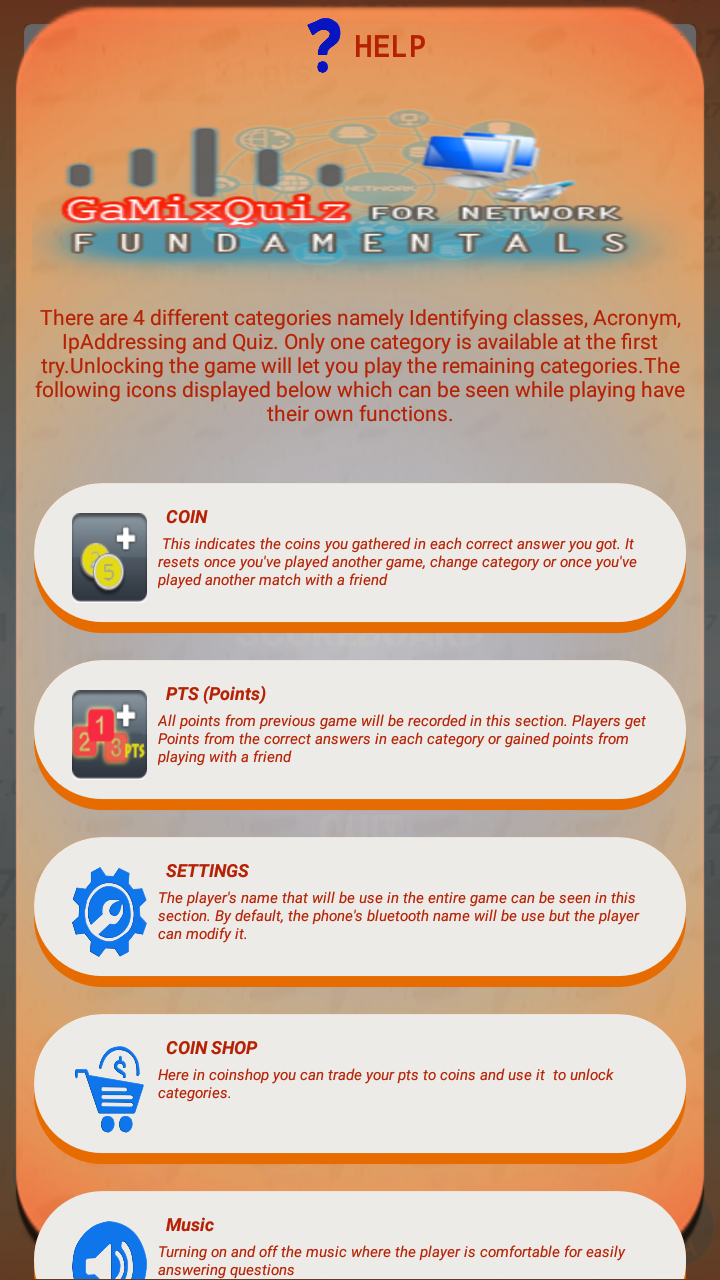 HELP
NETWORK
GaMixQuiz FOR NETWORK
FUNDAMENTALS
There are 4 different categories namely Identifying classes, Acronym,
IpAddressing and Quiz. Only one category is available at the first
try.Unlocking the game will let you play the remaining categories.The
following icons displayed below which can be seen while playing have
their own functions.
COIN
This indicates the coins you gathered in each correct answer you got. It
resets once you've played another game, change category or once you've
played another match with a friend
5
PTS (Points)
All points from previous game will be recorded in this section. Players get
Points from the correct answers in each category or gained points from
playing with a friend
1
2 3 PTS
SETTINGS
The player's name that will be use in the entire game can be seen in this
section. By default, the phone's bluetooth name will be use but the player
can modify it.
SCOREBOARD
QUIT
COIN SHOP
Here in coinshop you can trade your pts to coins and use it  to unlock
categories.
Music
Turning on and off the music where the player is comfortable for easily
answering questions